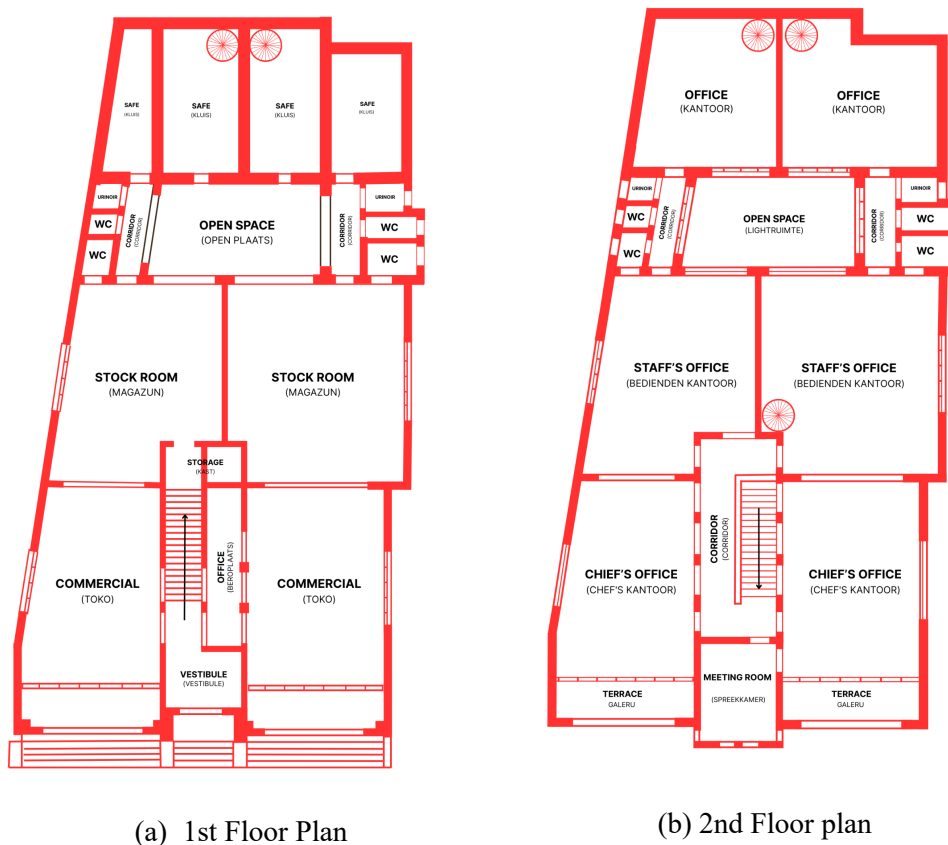 SAFE
(KLUIS)
SAFE
(KLUIS)
SAFE
(KLUIS)
SAFE
(KLUIS)
URINOIR
WC
WC
CORRIDOR
(CORRIDOR)
OPEN SPACE
(OPEN PLAATS)
CORRIDOR
(CORRIDOR)
URINOIR
WC
WC
STOCK ROOM
(MAGAZUN)
STOCK ROOM
(MAGAZUN)
STORAGE
(KAST)
OFFICE
(BEROPLAATS)
COMMERCIAL
(TOKO)
COMMERCIAL
(TOKO)
VESTIBULE
(VESTIBULE)
(a) 1st Floor Plan
OFFICE
(KANTOOR)
OFFICE
(KANTOOR)
URINOIR
WC
WC
CORRIDOR
(CORRIDOR)
OPEN SPACE
(LIGHTRUIMTE)
CORRIDOR
(CORRIDOR)
URINOIR
WC
WC
STAFF'S OFFICE
(BEDIENDEN KANTOOR)
STAFF'S OFFICE
(BEDIENDEN KANTOOR)
CORRIDOR
(CORRIDOR)
CHIEF'S OFFICE
(CHEF'S KANTOOR)
CHIEF'S OFFICE
(CHEF'S KANTOOR)
MEETING ROOM
(SPREEKKAMER)
TERRACE
GALERU
TERRACE
GALERU
(b) 2nd Floor plan